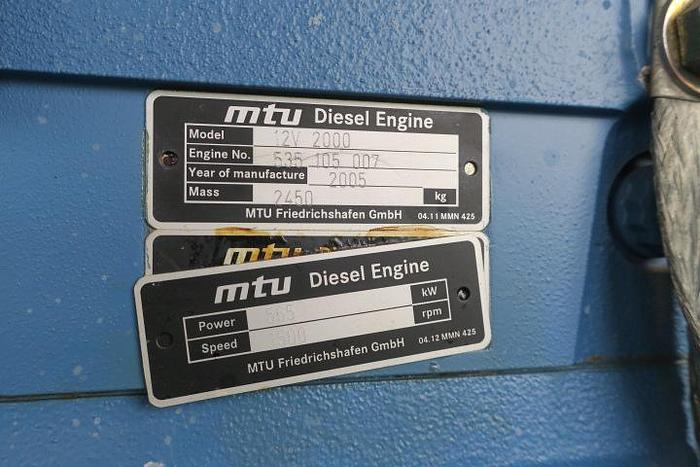 mtu Diesel Engine
Model 12V 2000
Engine No. 535 105 007
Year of manufacture 2005
Mass 2450 kg
MTU Friedrichshafen GmbH 04.11 MMN 425
mtu
mtu Diesel Engine
Power kW
Speed rpm
MTU Friedrichshafen GmbH 04.12 MMN 425